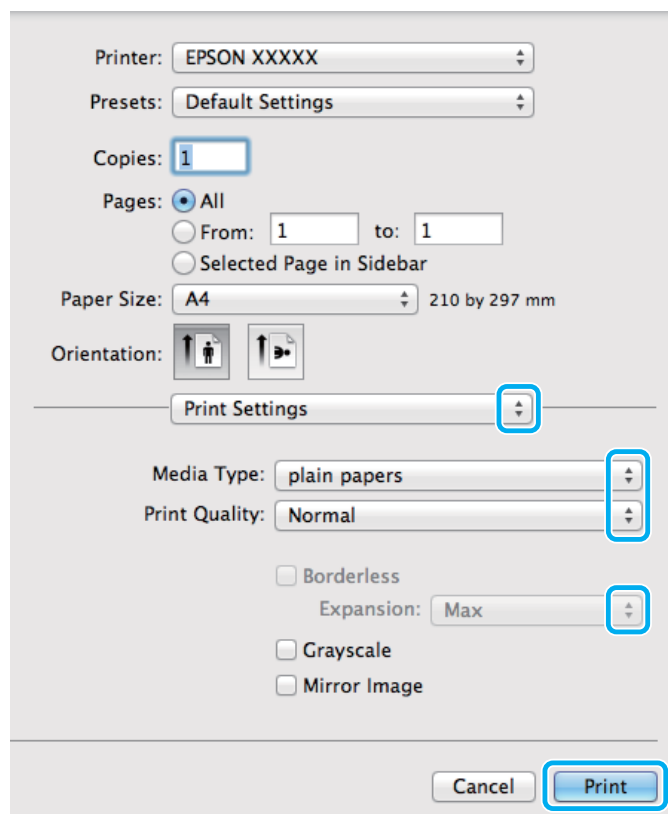 Printer: EPSON XXXXX
Presets: Default Settings
Copies: 1
Pages: All
From: 1 to: 1
Selected Page in Sidebar
Paper Size: A4 210 by 297 mm
Orientation:
Print Settings
Media Type: plain papers
Print Quality: Normal
Borderless
Expansion: Max
Grayscale
Mirror Image
Cancel Print